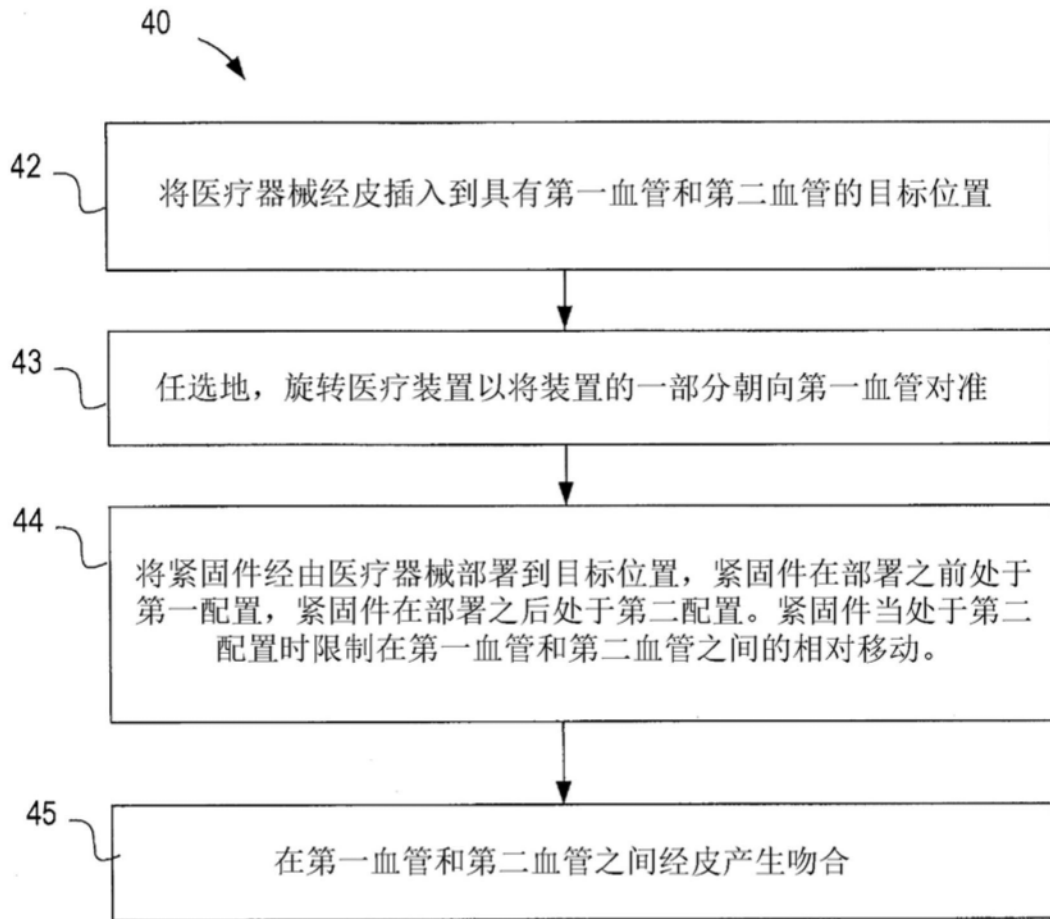 40
42
将医疗器械经皮插入到具有第一血管和第二血管的目标位置
43
任选地，旋转医疗装置以将装置的一部分朝向第一血管对准
44
将紧固件经由医疗器械部署到目标位置，紧固件在部署之前处于
第一配置，紧固件在部署之后处于第二配置。紧固件当处于第二
配置时限制在第一血管和第二血管之间的相对移动。
45
在第一血管和第二血管之间经皮产生吻合